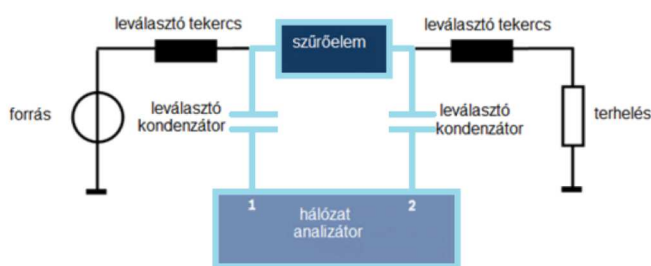 leválasztó tekercs
leválasztó tekercs
szűrőelem
forrás
leválasztó
kondenzátor
leválasztó
kondenzátor
terhelés
1
2
hálózat
analizátor